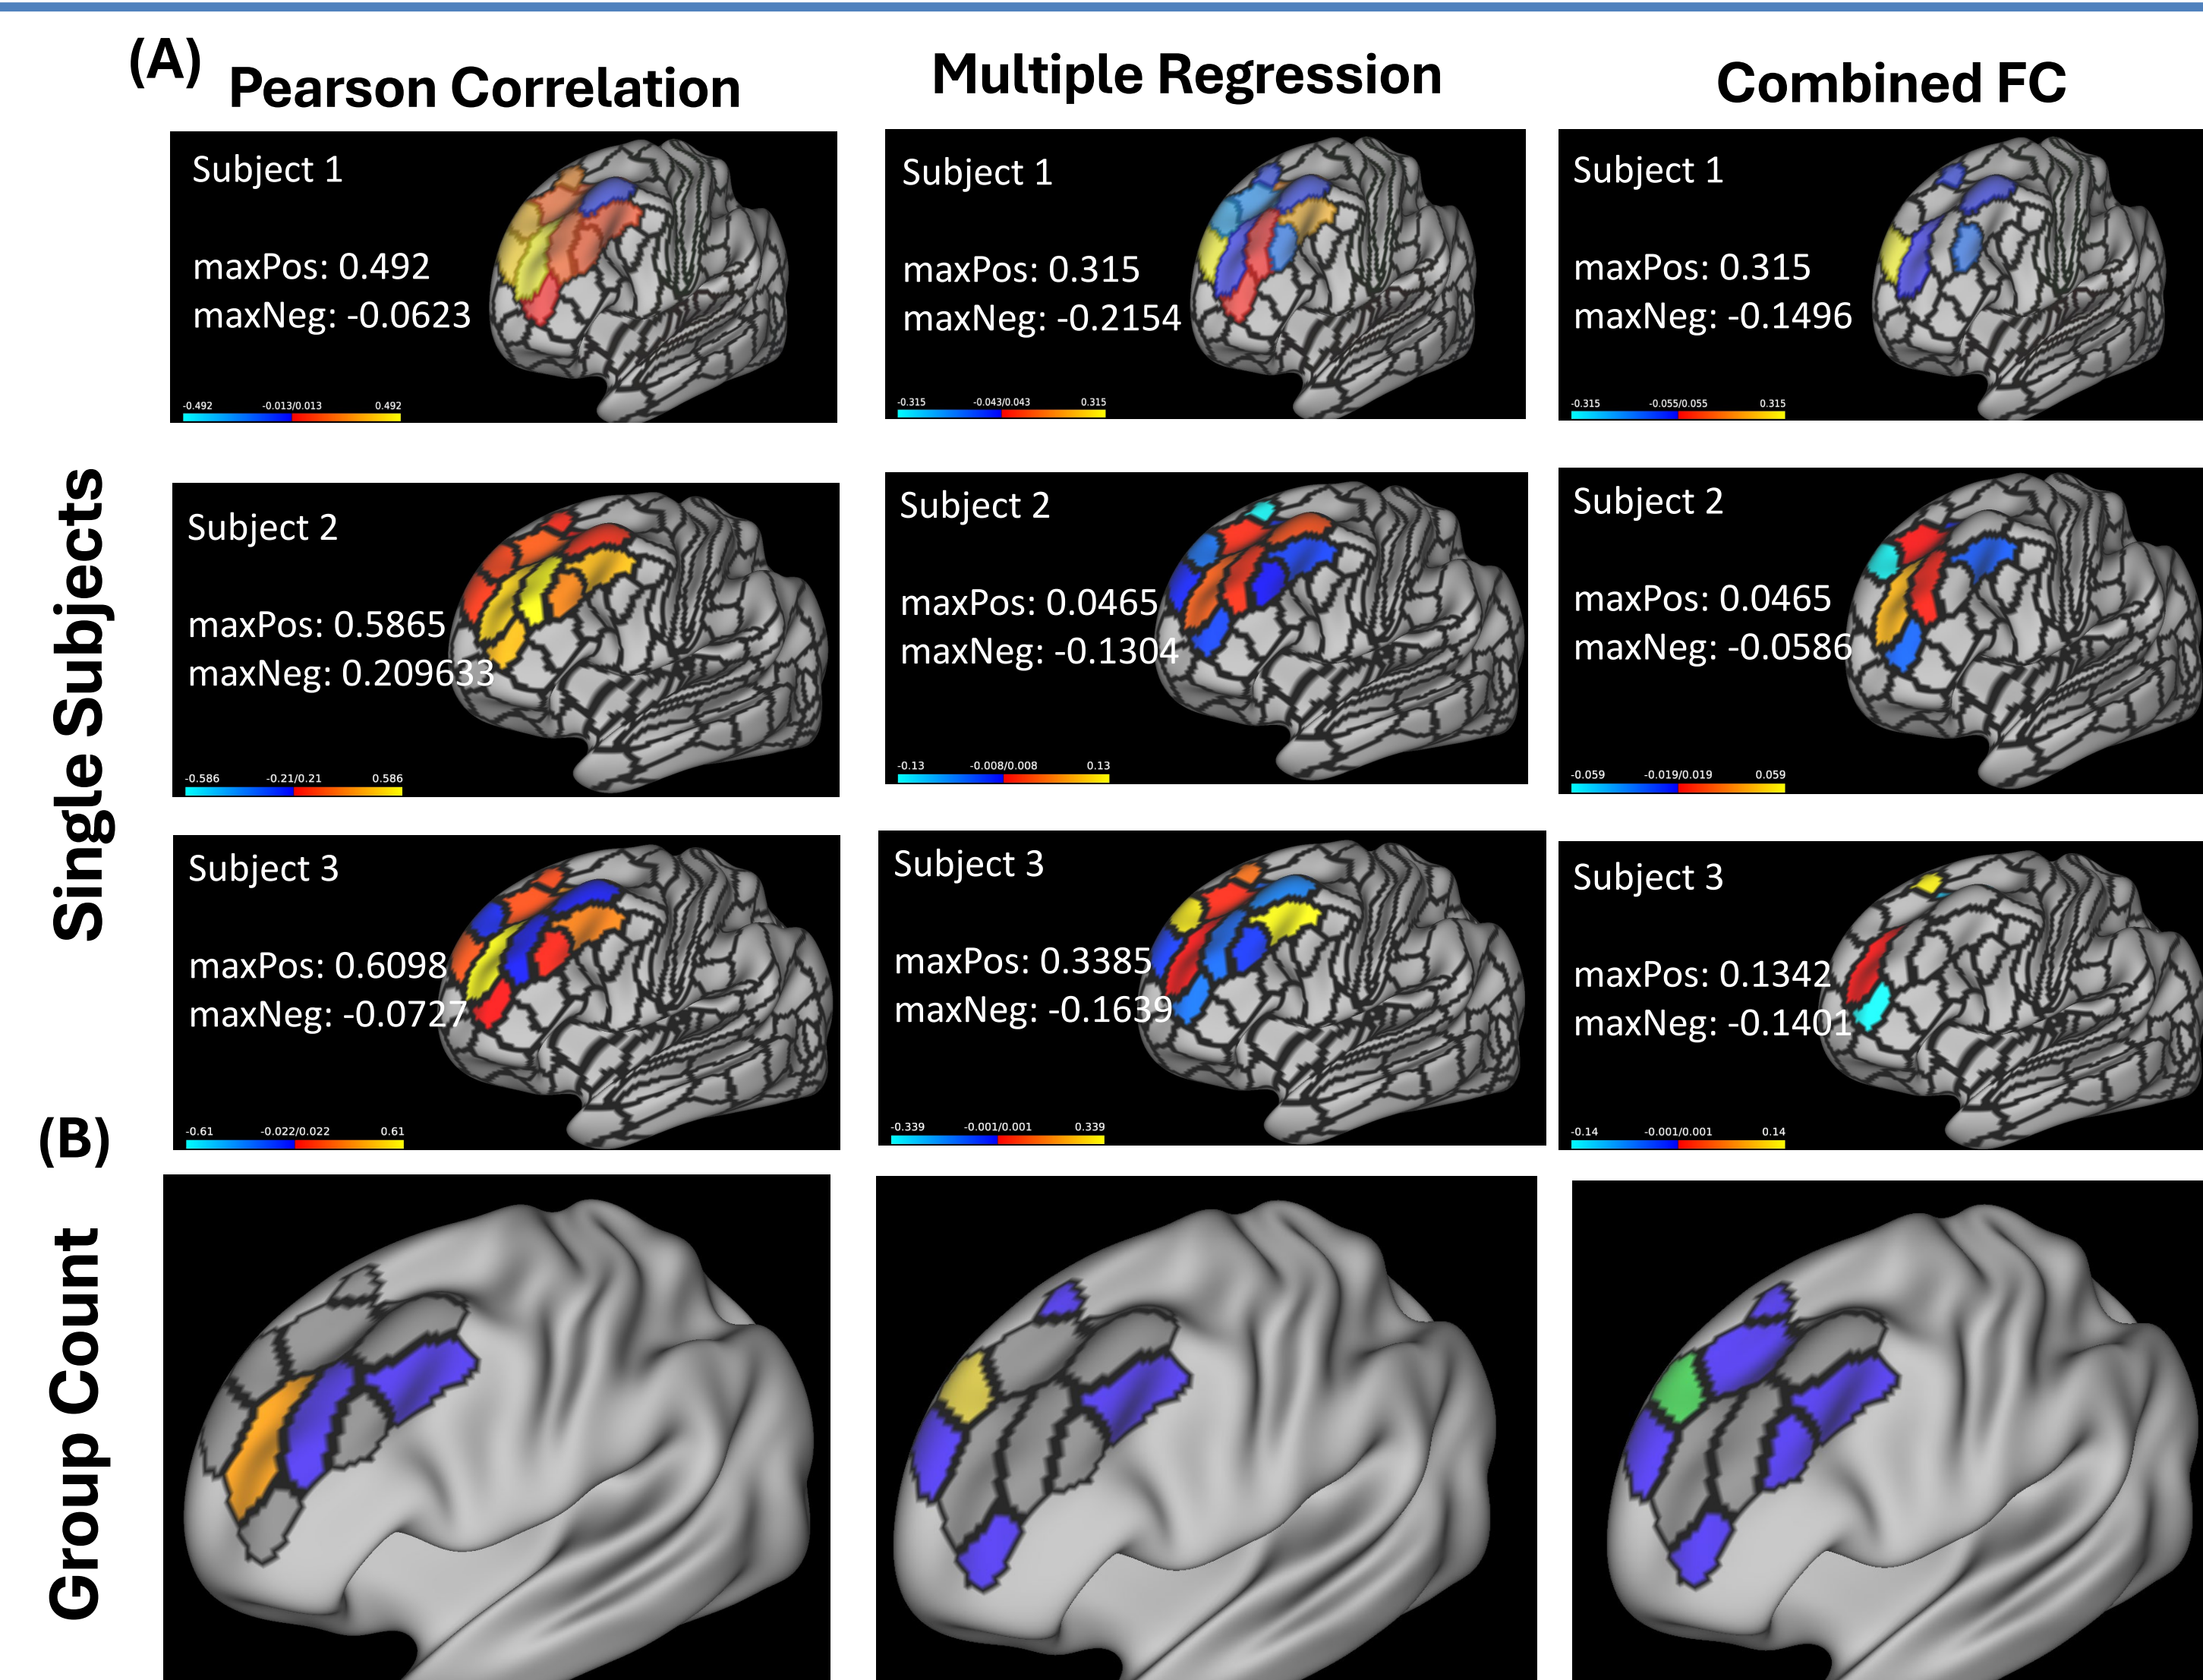 (A)
Pearson Correlation
Multiple Regression
Combined FC
Single Subjects
Subject 1
maxPos: 0.492
maxNeg: -0.0623
-0.492 -0.013/0.013 0.492
Subject 1
maxPos: 0.315
maxNeg: -0.2154
-0.315 -0.043/0.043 0.315
Subject 1
maxPos: 0.315
maxNeg: -0.1496
-0.315 -0.055/0.055 0.315
Subject 2
maxPos: 0.5865
maxNeg: 0.209633
-0.586 -0.21/0.21 0.586
Subject 2
maxPos: 0.0465
maxNeg: -0.1304
-0.13 -0.008/0.008 0.13
Subject 2
maxPos: 0.0465
maxNeg: -0.0586
-0.059 -0.019/0.019 0.059
Subject 3
maxPos: 0.6098
maxNeg: -0.0727
-0.61 -0.022/0.022 0.61
Subject 3
maxPos: 0.3385
maxNeg: -0.1639
-0.339 -0.001/0.001 0.339
Subject 3
maxPos: 0.1342
maxNeg: -0.1401
-0.14 -0.001/0.001 0.14
(B)
Group Count